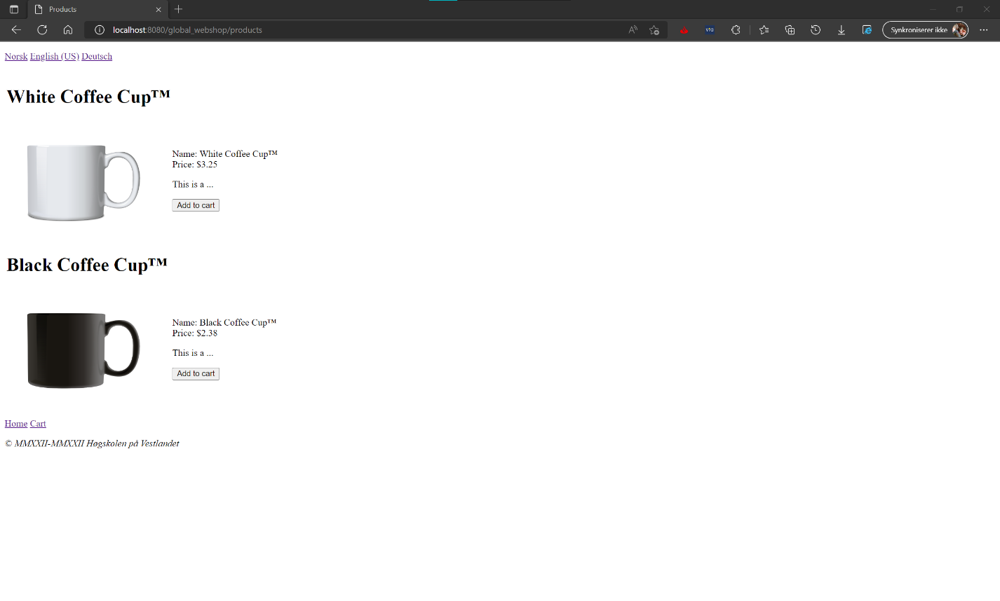 Products
localhost:8080/global_webshop/products
VFO
Synkroniserer ikke
Norsk English (US) Deutsch
White Coffee Cup™
Name: White Coffee Cup™
Price: $3.25
This is a ...
Add to cart
Black Coffee Cup™
Name: Black Coffee Cup™
Price: $2.38
This is a ...
Add to cart
Home Cart
© MMXXII-MMXXII Høgskolen på Vestlandet